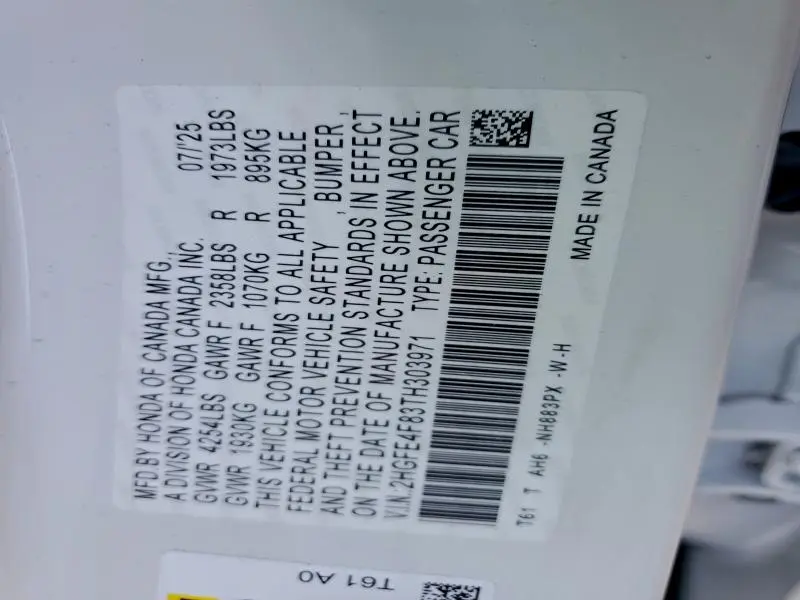 MFD.BY HONDA OF CANADA MFG., 07/'25
A DIVISION OF HONDA CANADA INC.
GVWR 4254LBS GAWR F 2358LBS R 1973LBS
GVWR 1930KG GAWR F 1070KG R 895KG
THIS VEHICLE CONFORMS TO ALL APPLICABLE
FEDERAL MOTOR VEHICLE SAFETY , BUMPER ,
AND THEFT PREVENTION STANDARDS IN EFFECT
ON THE DATE OF MANUFACTURE SHOWN ABOVE.
V.I.N.:2HGFE4F83TH303971 TYPE: PASSENGER CAR
T61 T AH6 -NH883PX -W -H
MADE IN CANADA
T61 A0